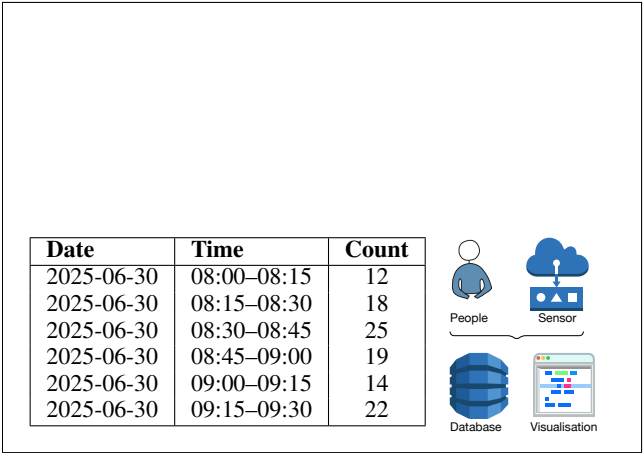 Date Time Count
2025-06-30 08:00–08:15 12
2025-06-30 08:15–08:30 18
2025-06-30 08:30–08:45 25
2025-06-30 08:45–09:00 19
2025-06-30 09:00–09:15 14
2025-06-30 09:15–09:30 22
People Sensor
Database Visualisation